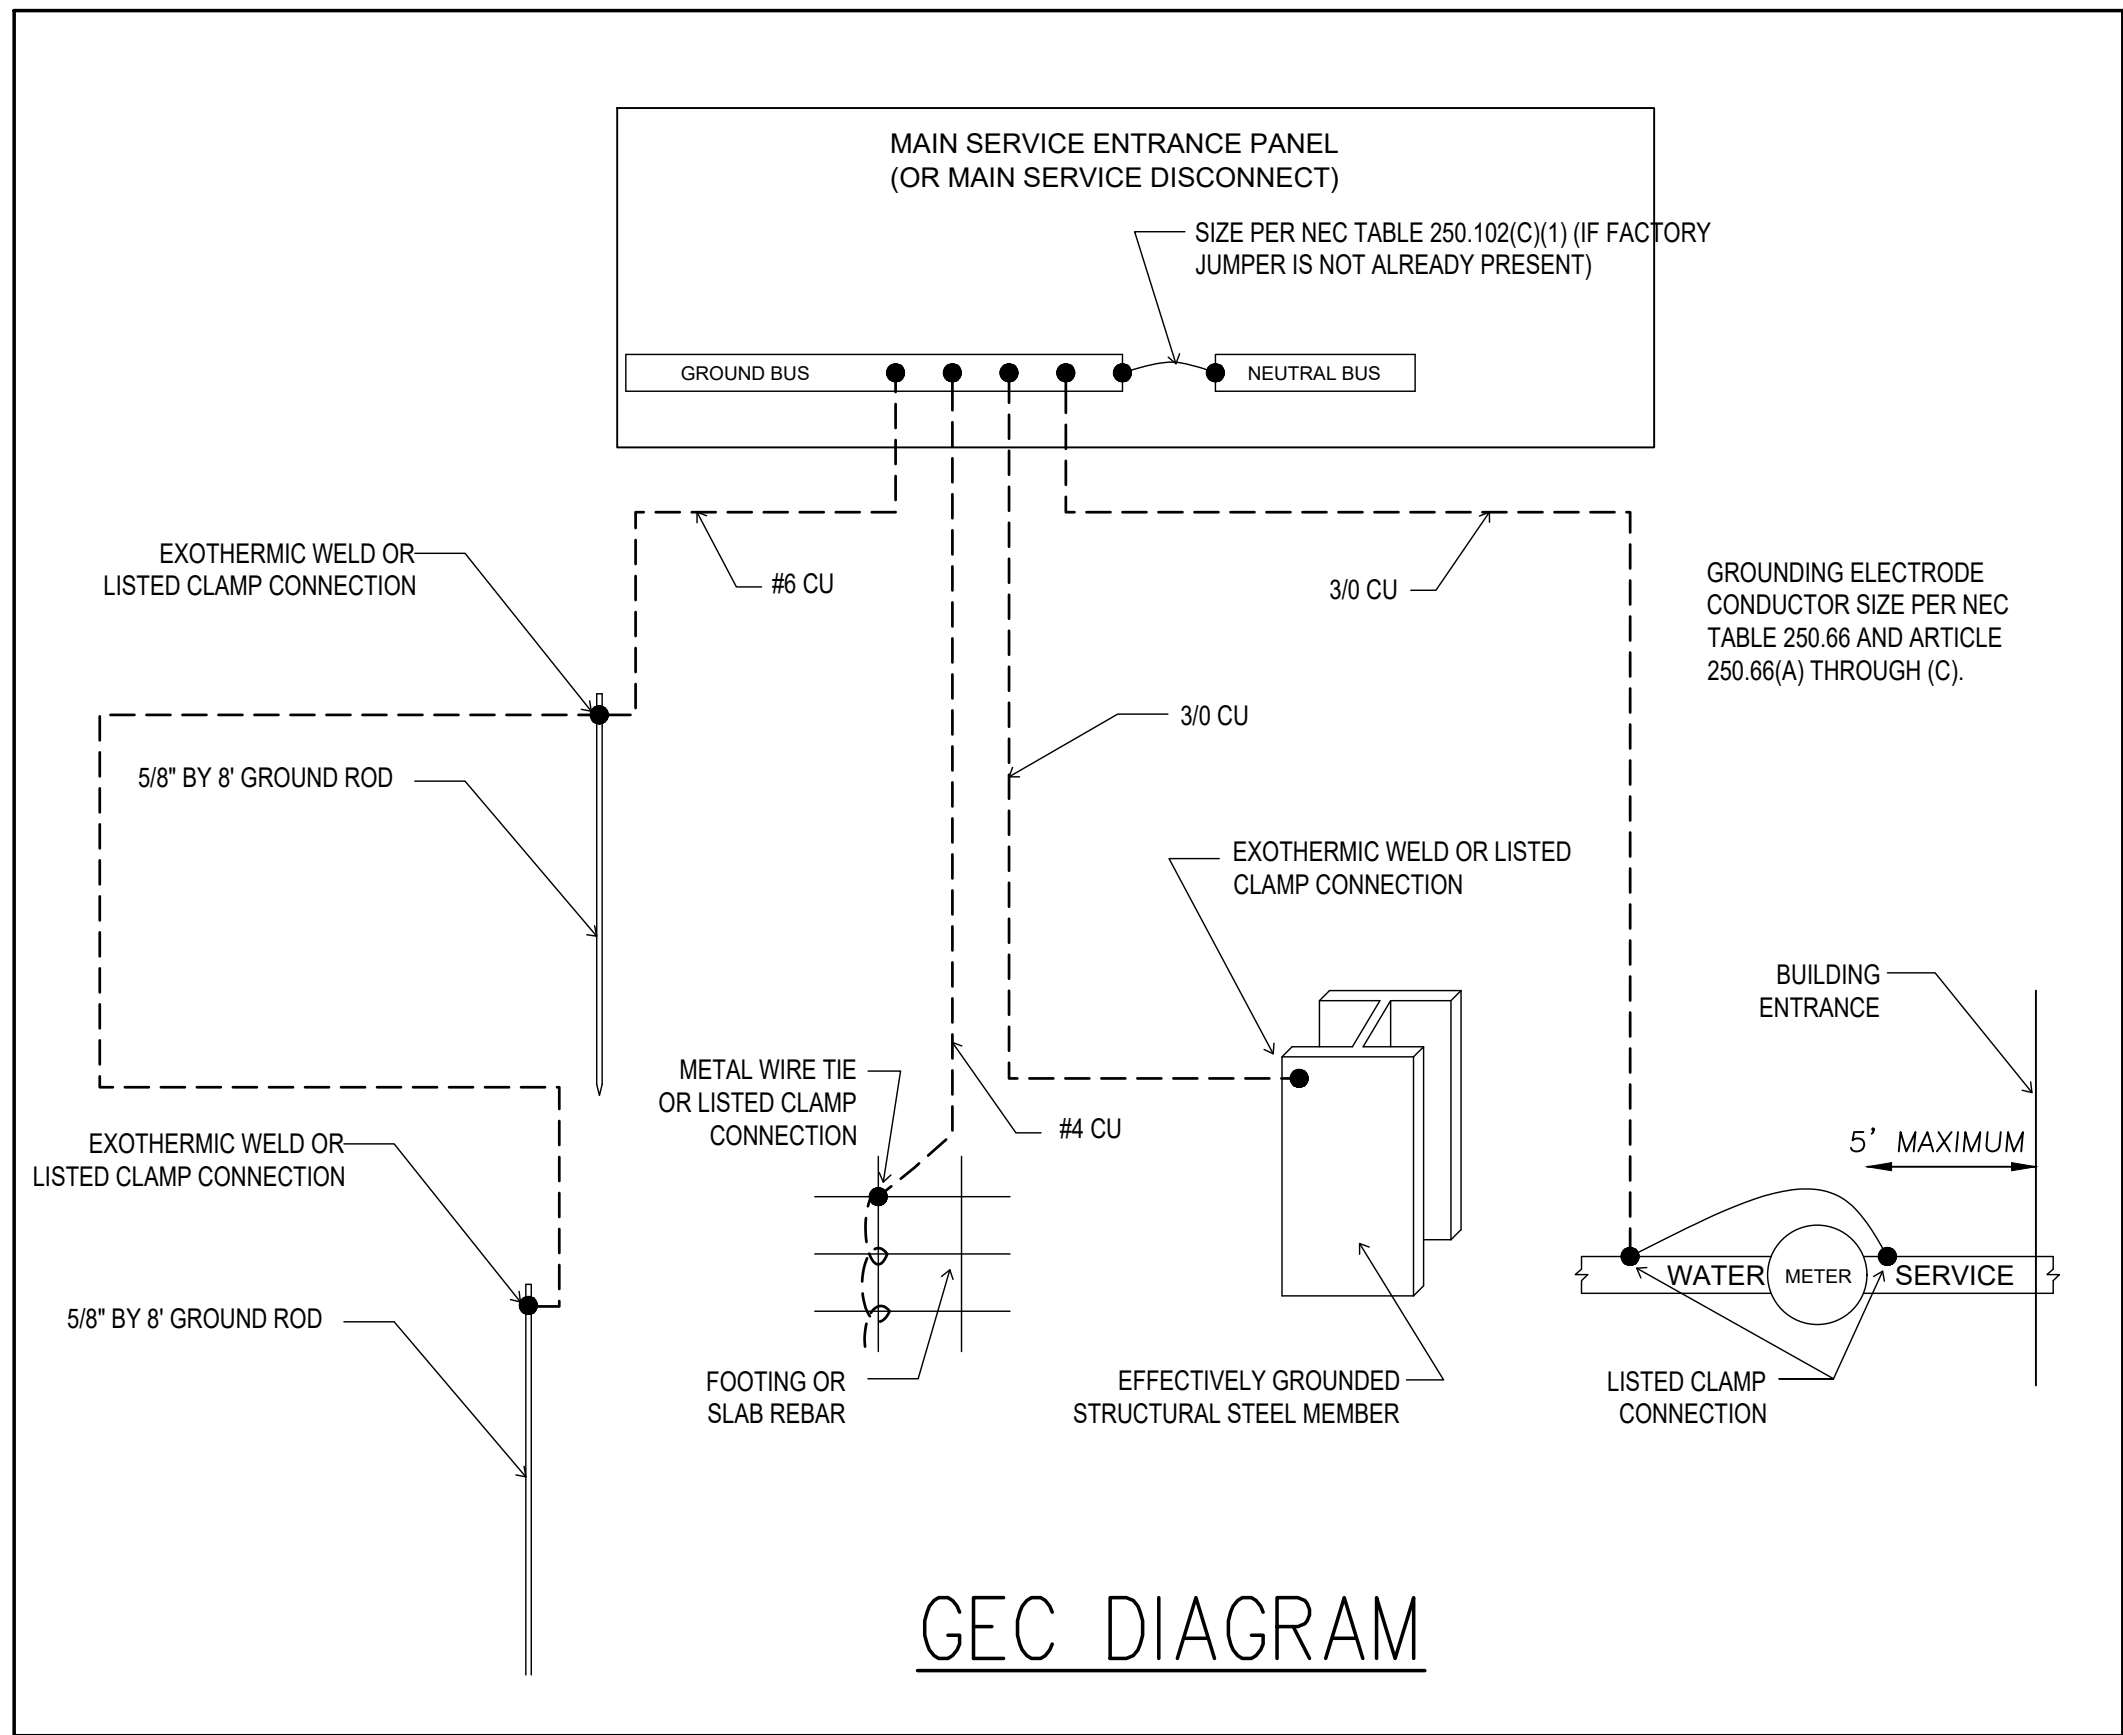 MAIN SERVICE ENTRANCE PANEL
(OR MAIN SERVICE DISCONNECT)
SIZE PER NEC TABLE 250.102(C)(1) (IF FACTORY
JUMPER IS NOT ALREADY PRESENT)
GROUND BUS
NEUTRAL BUS
EXOTHERMIC WELD OR
LISTED CLAMP CONNECTION
#6 CU
3/0 CU
GROUNDING ELECTRODE
CONDUCTOR SIZE PER NEC
TABLE 250.66 AND ARTICLE
250.66(A) THROUGH (C).
3/0 CU
5/8" BY 8' GROUND ROD
EXOTHERMIC WELD OR LISTED
CLAMP CONNECTION
BUILDING
ENTRANCE
METAL WIRE TIE
OR LISTED CLAMP
CONNECTION
#4 CU
5' MAXIMUM
EXOTHERMIC WELD OR
LISTED CLAMP CONNECTION
WATER
METER
SERVICE
5/8" BY 8' GROUND ROD
FOOTING OR
SLAB REBAR
EFFECTIVELY GROUNDED
STRUCTURAL STEEL MEMBER
LISTED CLAMP
CONNECTION
GEC DIAGRAM